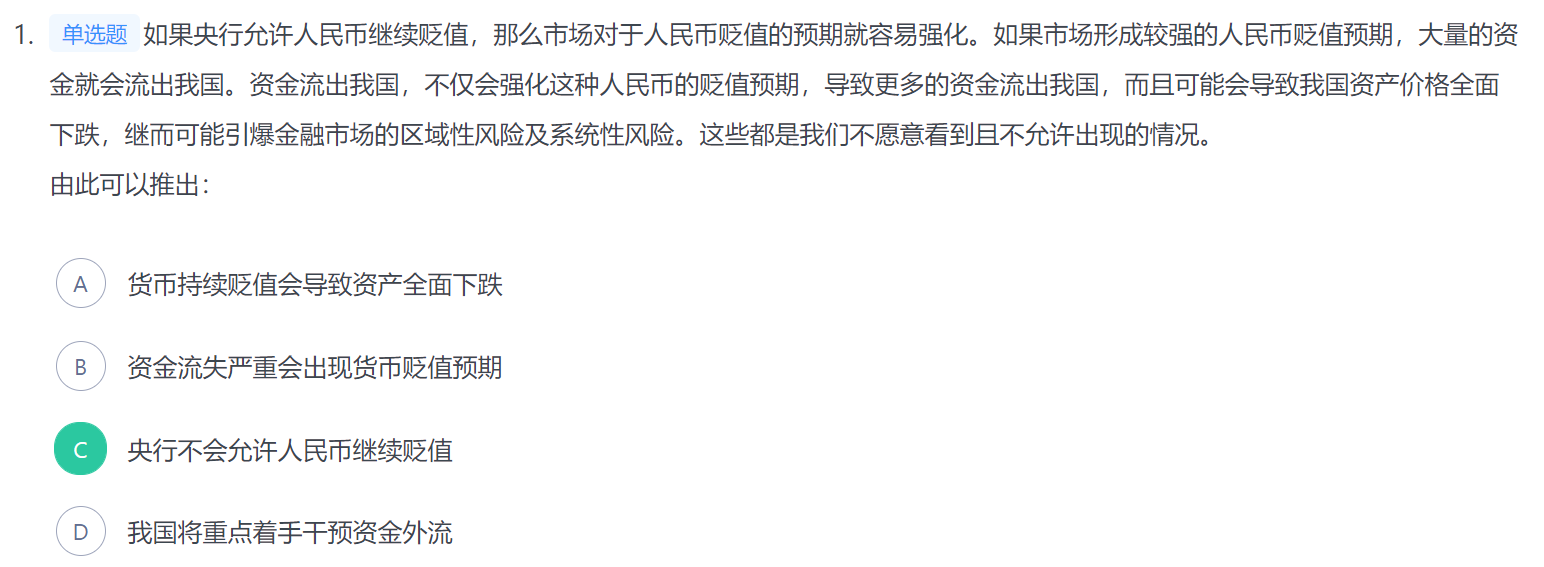 1. 单选题 如果央行允许人民币继续贬值，那么市场对于人民币贬值的预期就容易强化。如果市场形成较强的人民币贬值预期，大量的资
金就会流出我国。资金流出我国，不仅会强化这种人民币的贬值预期，导致更多的资金流出我国，而且可能会导致我国资产价格全面
下跌，继而可能引爆金融市场的区域性风险及系统性风险。这些都是我们不愿意看到且不允许出现的情况。
由此可以推出：
A 货币持续贬值会导致资产全面下跌
B 资金流失严重会出现货币贬值预期
C 央行不会允许人民币继续贬值
D 我国将重点着手干预资金外流